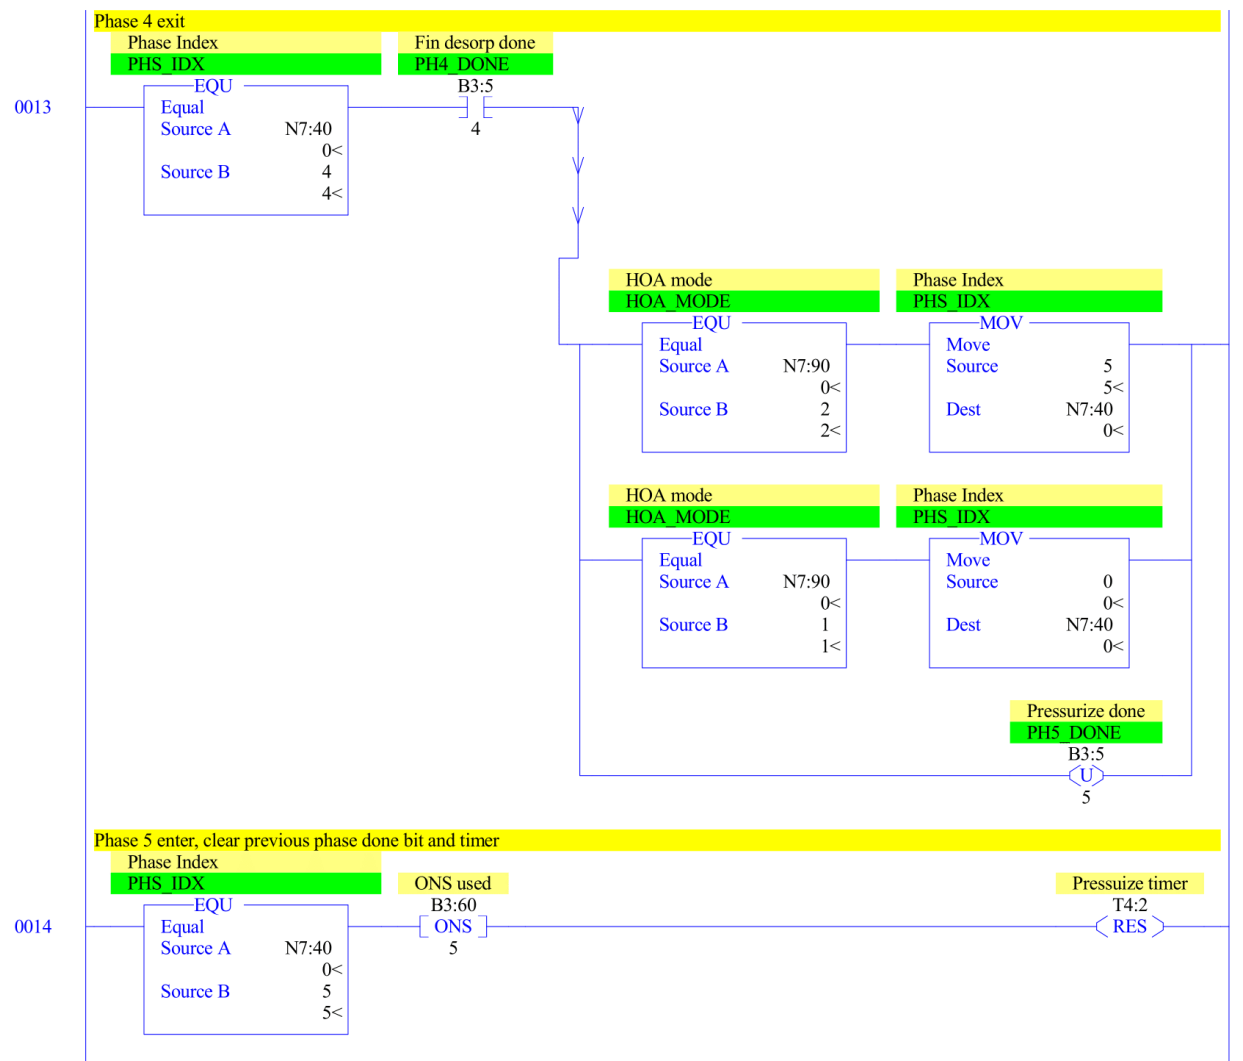 Phase 4 exit
Phase Index Fin desorp done
PHS_IDX PH4_DONE
EQU B3:5
0013 Equal
Source A N7:40 4
0<
Source B 4
4<
HOA mode Phase Index
HOA_MODE PHS_IDX
EQU MOV
Equal Move
Source A N7:90 Source 5
0< 5<
Source B 2 Dest N7:40
2< 0<
HOA mode Phase Index
HOA_MODE PHS_IDX
EQU MOV
Equal Move
Source A N7:90 Source 0
0< 0<
Source B 1 Dest N7:40
1< 0<
Pressurize done
PH5_DONE
B3:5
U
5
Phase 5 enter, clear previous phase done bit and timer
Phase Index
PHS_IDX ONS used Pressuize timer
EQU B3:60 T4:2
0014 Equal ONS RES
Source A N7:40 5
0<
Source B 5
5<